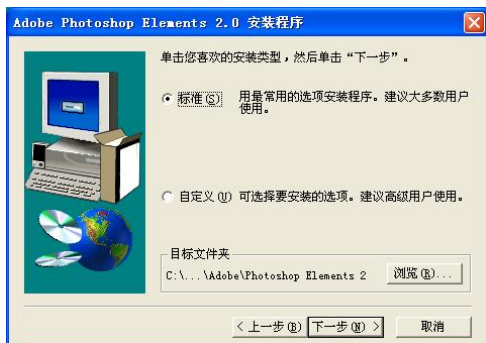 Adobe Photoshop Elements 2.0 安装程序
单击您喜欢的安装类型，然后单击“下一步”。
标准(S) 用最常用的选项安装程序。建议大多数用户
使用。
自定义(U) 可选择要安装的选项。建议高级用户使用。
目标文件夹
C:\...\Adobe\Photoshop Elements 2 浏览(R)...
< 上一步(B) 下一步(N) > 取消